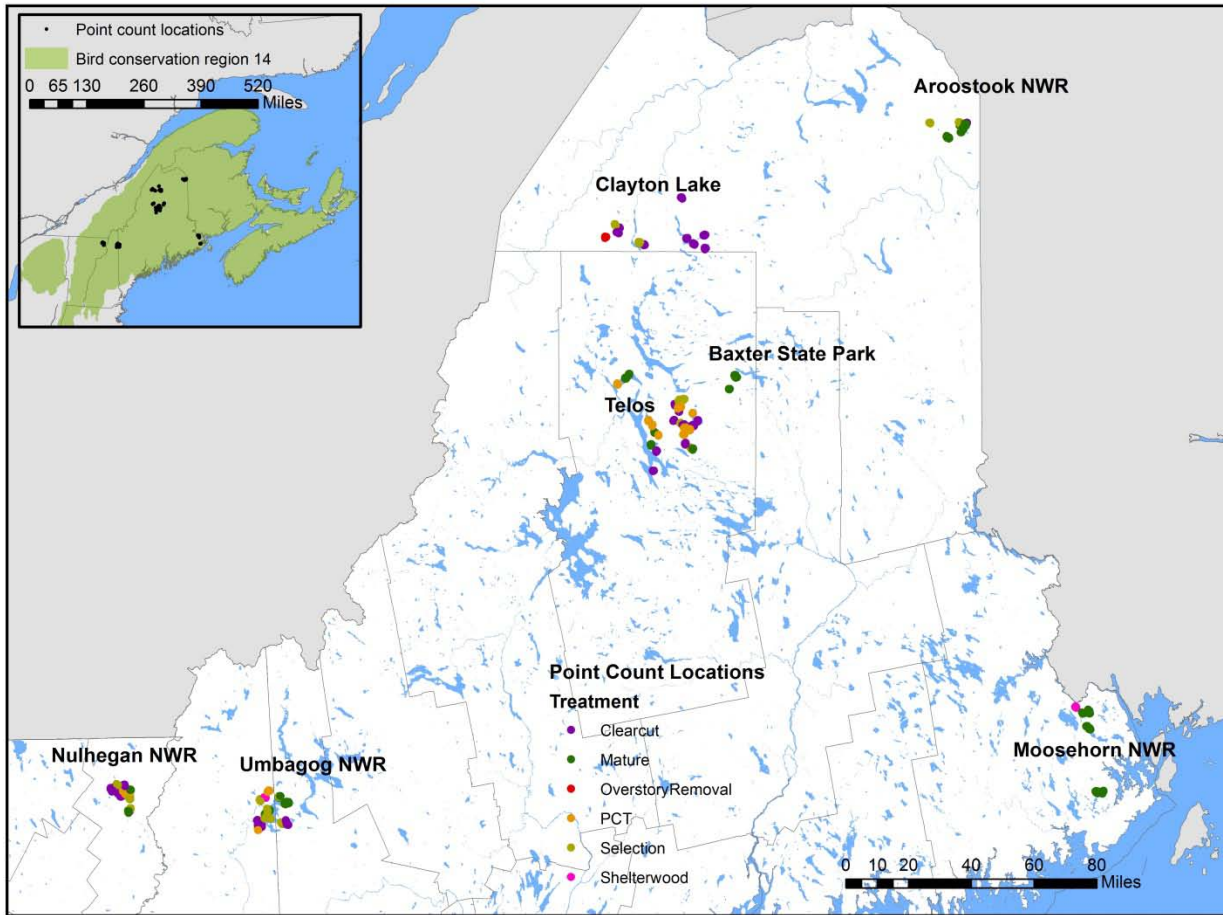 Point count locations
Bird conservation region 14
0 65 130 260 390 520
Miles
Aroostook NWR
Clayton Lake
Baxter State Park
Telos
Point Count Locations
Treatment
Clearcut
Mature
OverstoryRemoval
PCT
Selection
Shelterwood
Nulhegan NWR
Umbagog NWR
Moosehorn NWR
0 10 20 40 60 80
Miles